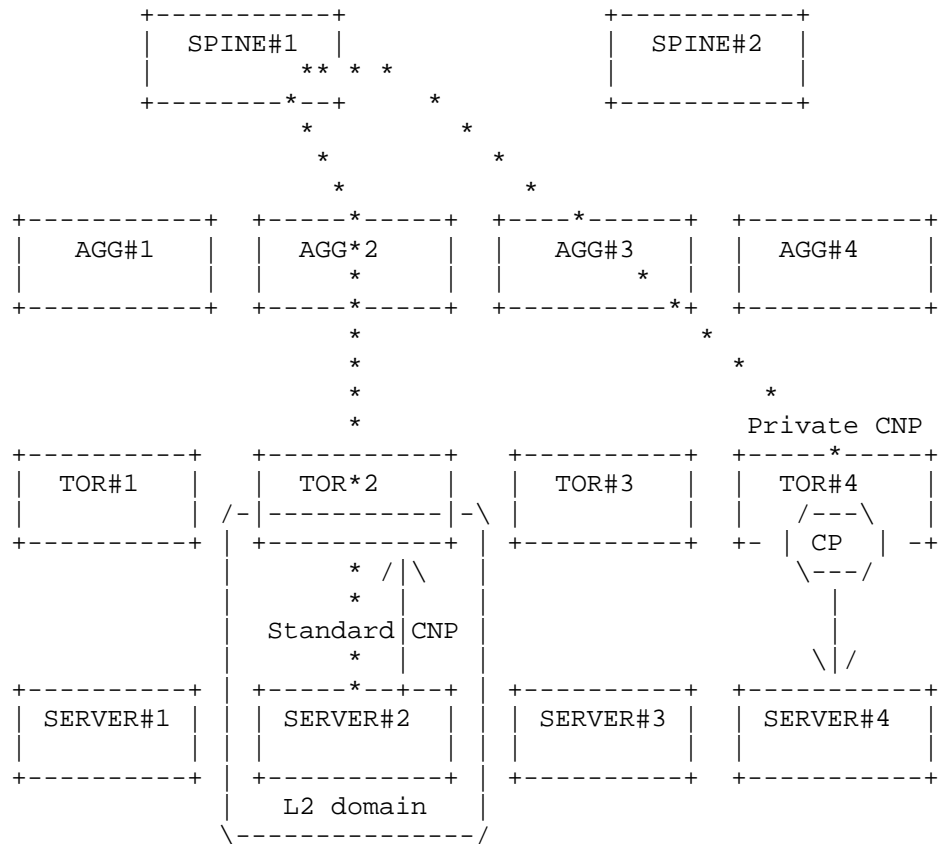 SPINE#1 SPINE#2
AGG#1 AGG*2 AGG#3 AGG#4
Private CNP
TOR#1 TOR*2 TOR#3 TOR#4
CP
Standard CNP
SERVER#1 SERVER#2 SERVER#3 SERVER#4
L2 domain